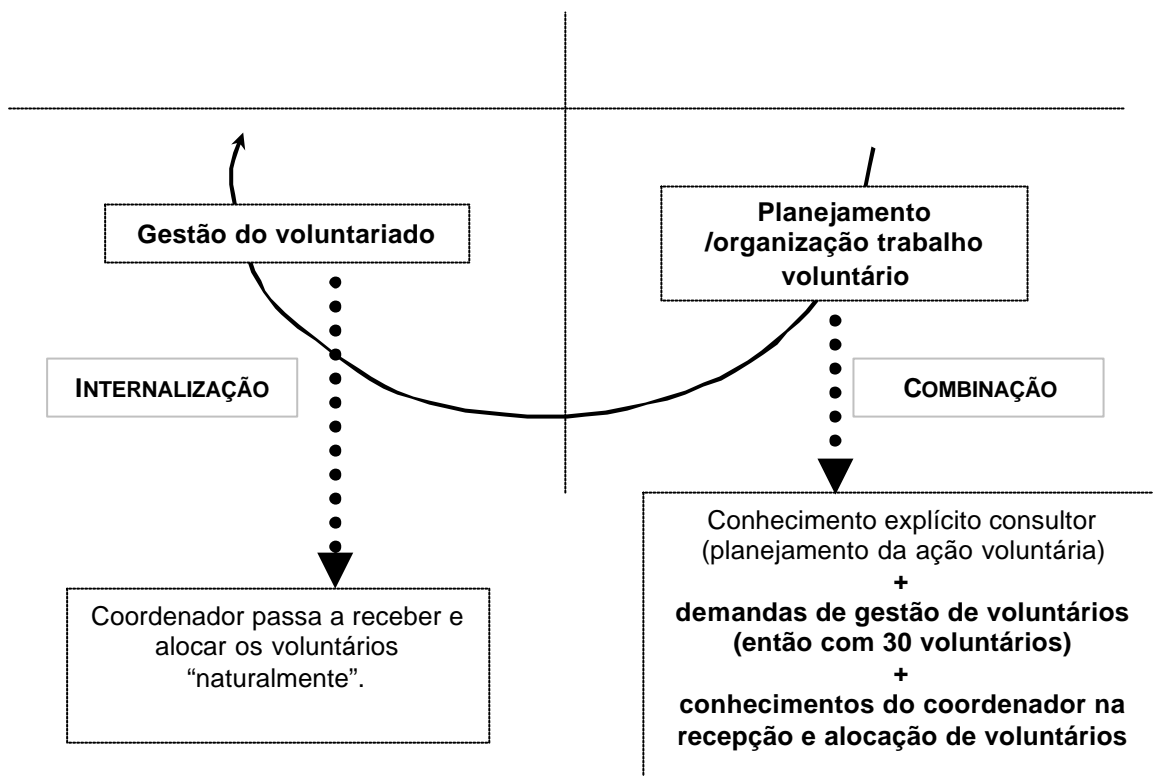 Gestão do voluntariado
Planejamento
/organização trabalho
voluntário
INTERNALIZAÇÃO
COMBINAÇÃO
Coordenador passa a receber e
alocar os voluntários
“naturalmente”.
Conhecimento explícito consultor
(planejamento da ação voluntária)
+
demandas de gestão de voluntários
(então com 30 voluntários)
+
conhecimentos do coordenador na
recepção e alocação de voluntários